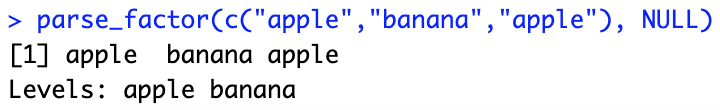 > parse_factor(c("apple","banana","apple"), NULL)
[1] apple  banana apple
Levels: apple banana